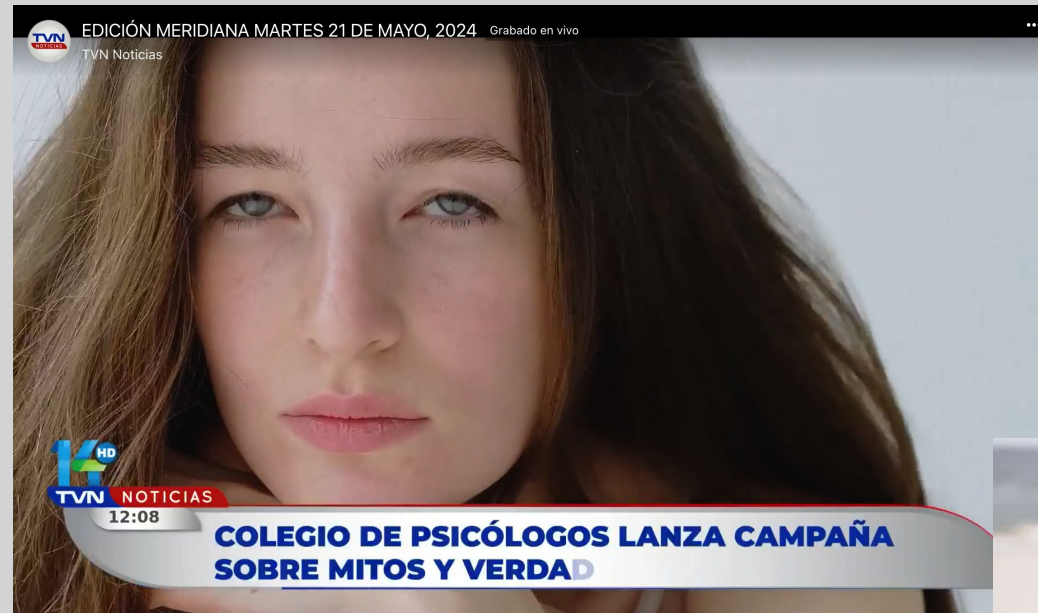 EDICIÓN MERIDIANA MARTES 21 DE MAYO, 2024 Grabado en vivo
TVN NOTICIAS
TVN Noticias
HD
TVN NOTICIAS
12:08
COLEGIO DE PSICÓLOGOS LANZA CAMPAÑA
SOBRE MITOS Y VERDAD